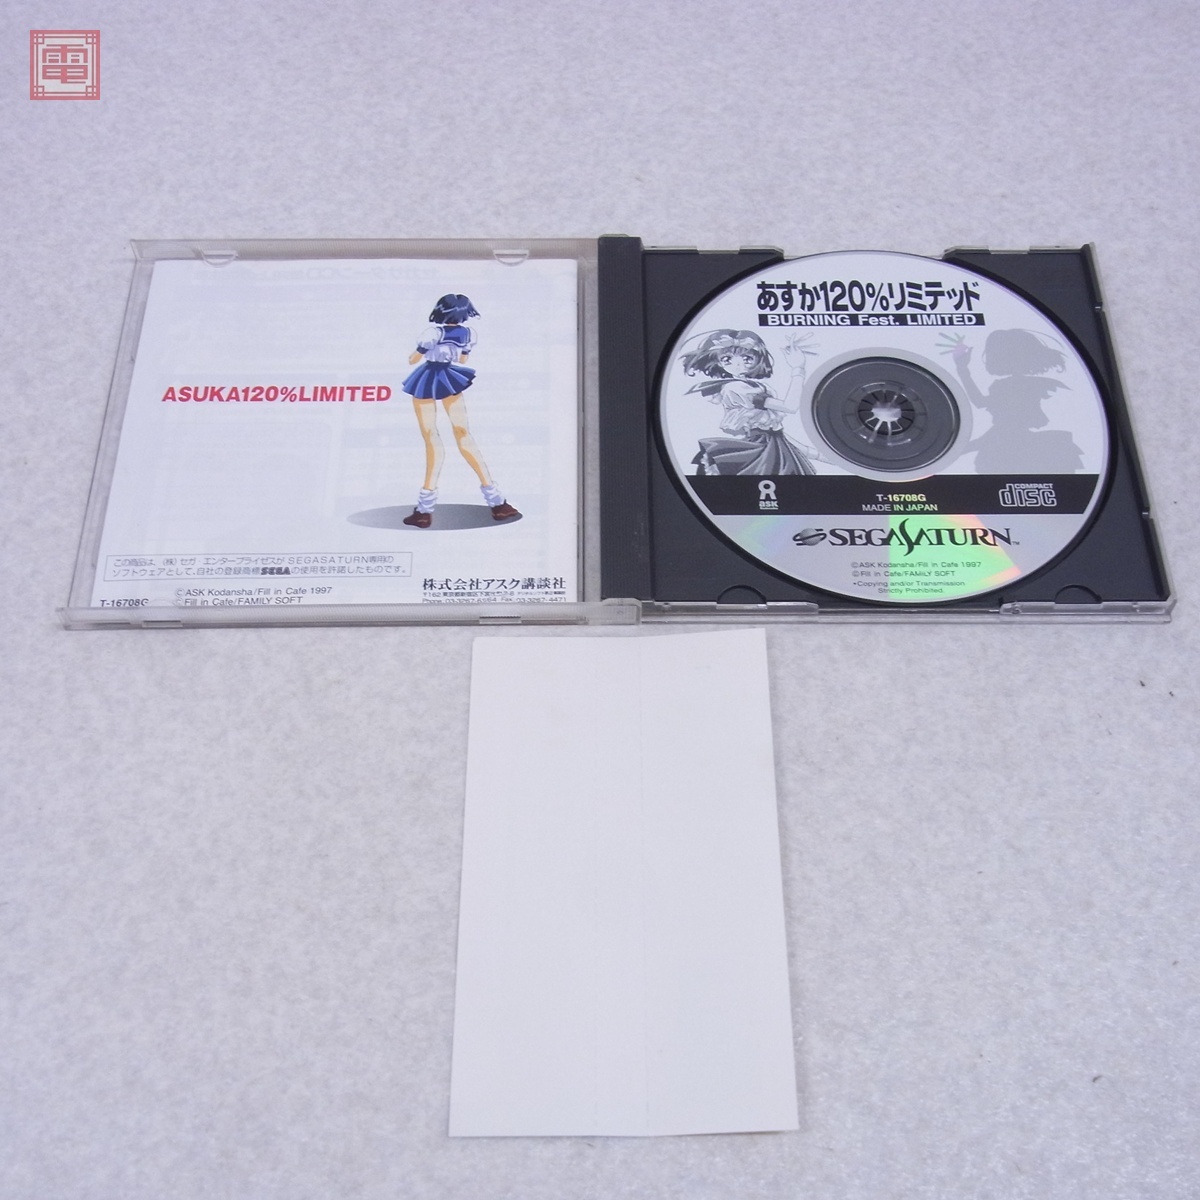 電
ASUKA120%LIMITED
この商品は、(株)セガ・エンタープライゼスがSEGASATURN専用の
ソフトウェアとして、自社の登録商標SEGAの使用を許諾したものです。
T-16708G
©ASK Kodansha/Fill in Cafe 1997
©Fill in Cafe/FAMILY SOFT
株式会社アスク講談社
あすか120%リミテッド
BURNING Fest. LIMITED
ask
T-16708G
MADE IN JAPAN
COMPACT
disc
SEGASATURN™
©ASK Kodansha/Fill in Cafe 1997
©Fill in Cafe/FAMILY SOFT
•Copying and/or Transmission
Strictly Prohibited.